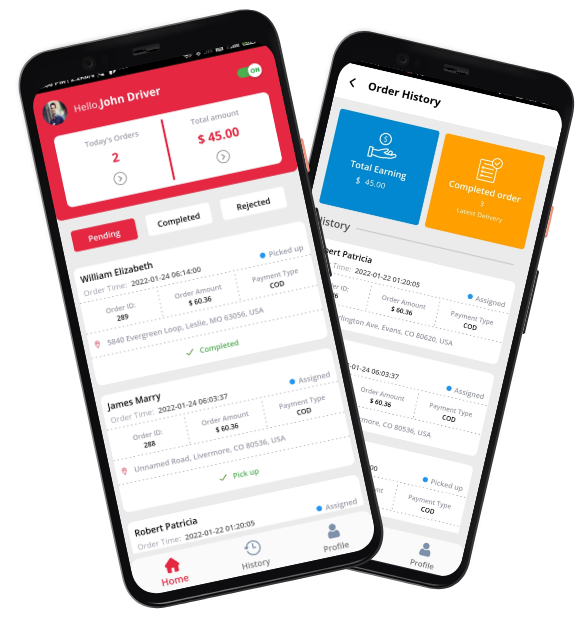 Hello,John Driver
ON
Today's Orders
2
Total amount
$ 45.00
Pending
Completed
Rejected
William Elizabeth
Order Time: 2022-01-24 06:14:00
Picked up
Order ID:
289
Order Amount
$ 60.36
Payment Type
COD
5840 Evergreen Loop, Leslie, MO 63056, USA
Completed
James Marry
Order Time: 2022-01-24 06:03:37
Assigned
Order ID:
288
Order Amount
$ 60.36
Payment Type
COD
Unnamed Road, Livermore, CO 80536, USA
Pick up
Robert Patricia
Order Time: 2022-01-22 01:20:05
Assigned
Home
History
Profile
Order History
$
Total Earning
$ 45.00
Completed order
3
Latest Delivery
History
bert Patricia
Time: 2022-01-22 01:20:05
Assigned
er ID:
Order Amount
$ 60.36
Payment Type
COD
rlington Ave, Evans, CO 80620, USA
-01-24 06:03:37
Assigned
Order Amount
$ 60.36
Payment Type
COD
rmore, CO 80536, USA
Picked up
Payment Type
COD
Profile